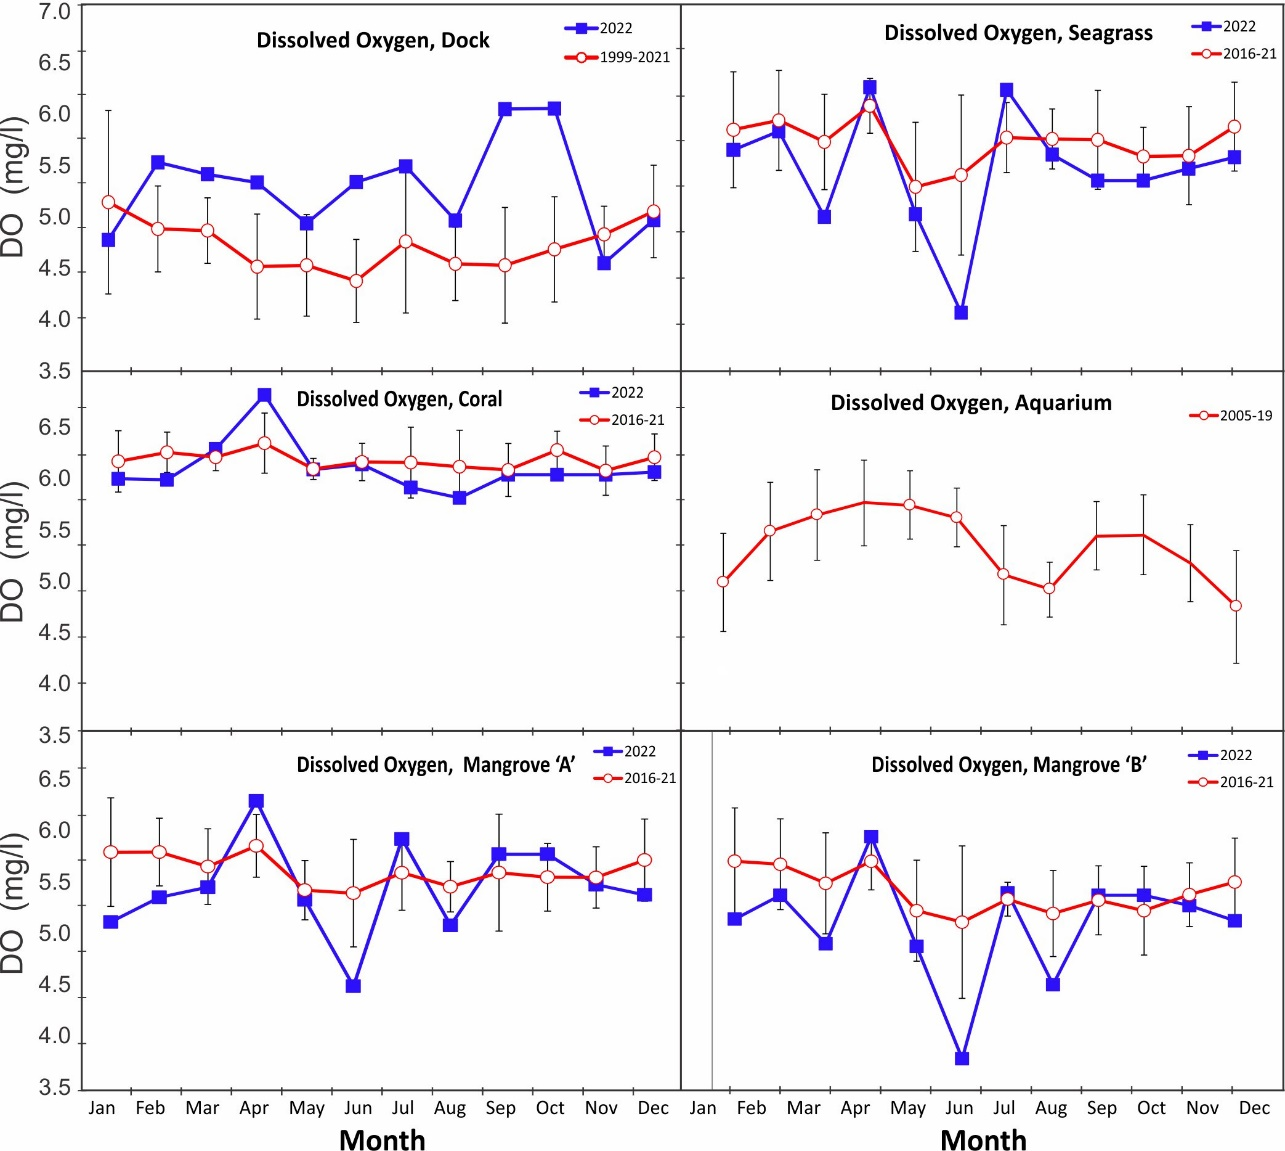 7.0
Dissolved Oxygen, Dock
2022
1999-2021
6.5
6.0
5.5
5.0
4.5
4.0
3.5
DO (mg/l)
Dissolved Oxygen, Seagrass
2022
2016-21
Dissolved Oxygen, Coral
2022
2016-21
6.5
6.0
5.5
5.0
4.5
4.0
3.5
DO (mg/l)
Dissolved Oxygen, Aquarium
2005-19
Dissolved Oxygen, Mangrove ‘A’
2022
2016-21
6.5
6.0
5.5
5.0
4.5
4.0
3.5
DO (mg/l)
Dissolved Oxygen, Mangrove ‘B’
2022
2016-21
Jan Feb Mar Apr May Jun Jul Aug Sep Oct Nov Dec
Month
Jan Feb Mar Apr May Jun Jul Aug Sep Oct Nov Dec
Month